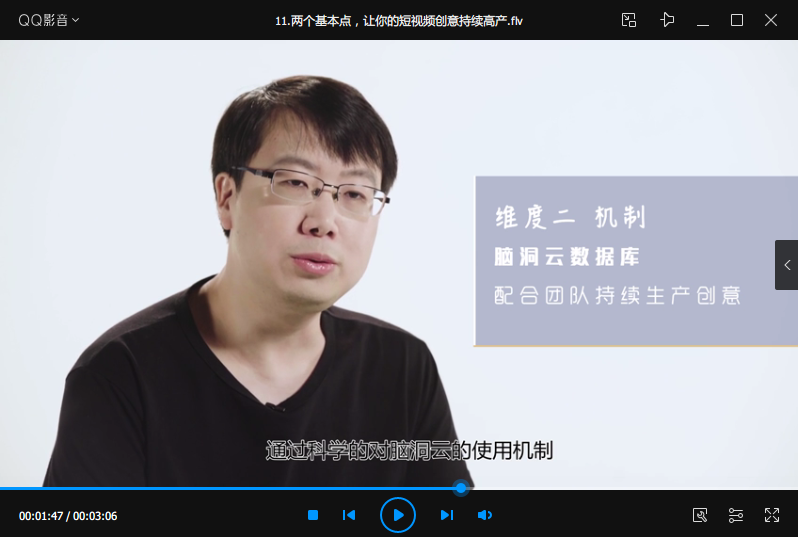 QQ影音
11.两个基本点，让你的短视频创意持续高产.flv
维度二 机制
脑洞云数据库
配合团队持续生产创意
通过科学的对脑洞云的使用机制
00:01:47 / 00:03:06